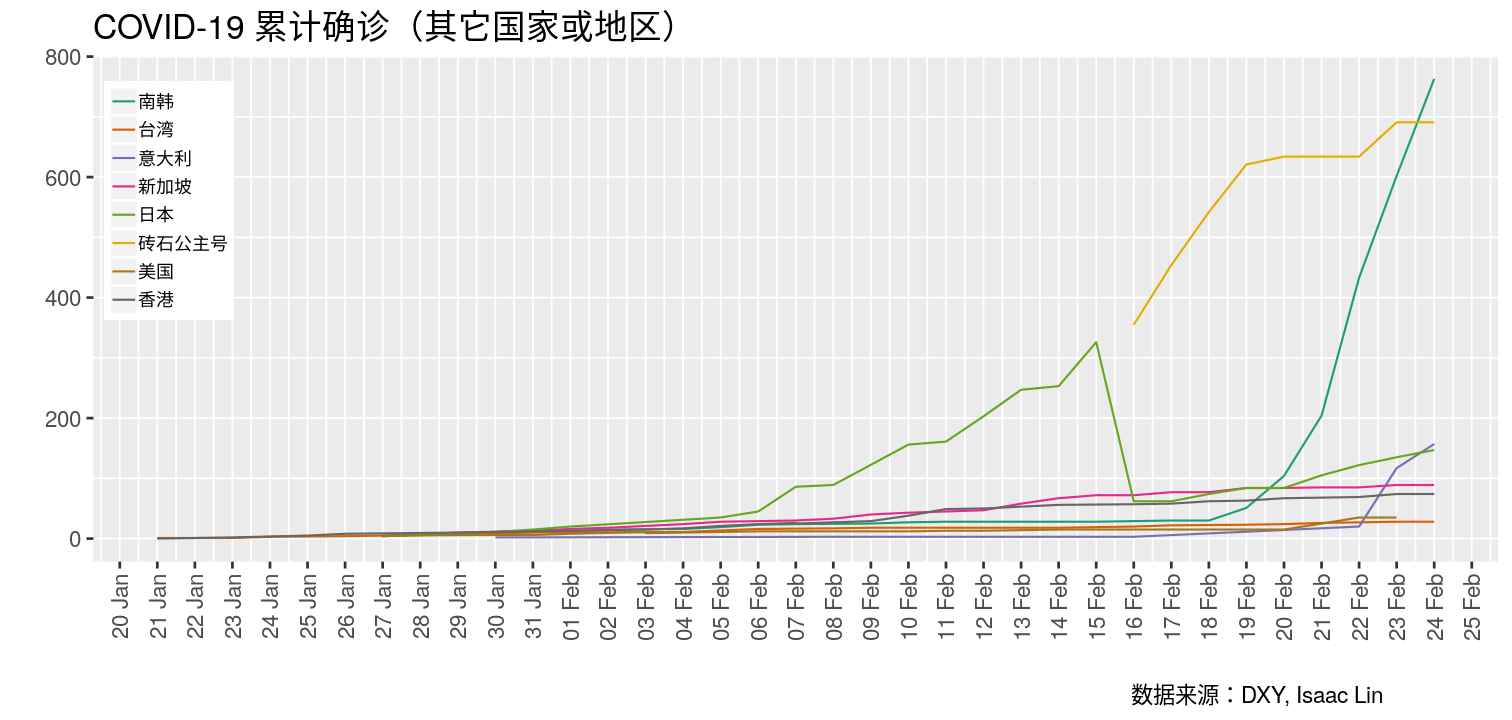 COVID-19 累计确诊（其它国家或地区）
800
600
400
200
0
南韩
台湾
意大利
新加坡
日本
砖石公主号
美国
香港
20 Jan
21 Jan
22 Jan
23 Jan
24 Jan
25 Jan
26 Jan
27 Jan
28 Jan
29 Jan
30 Jan
31 Jan
01 Feb
02 Feb
03 Feb
04 Feb
05 Feb
06 Feb
07 Feb
08 Feb
09 Feb
10 Feb
11 Feb
12 Feb
13 Feb
14 Feb
15 Feb
16 Feb
17 Feb
18 Feb
19 Feb
20 Feb
21 Feb
22 Feb
23 Feb
24 Feb
25 Feb
数据来源：DXY, Isaac Lin